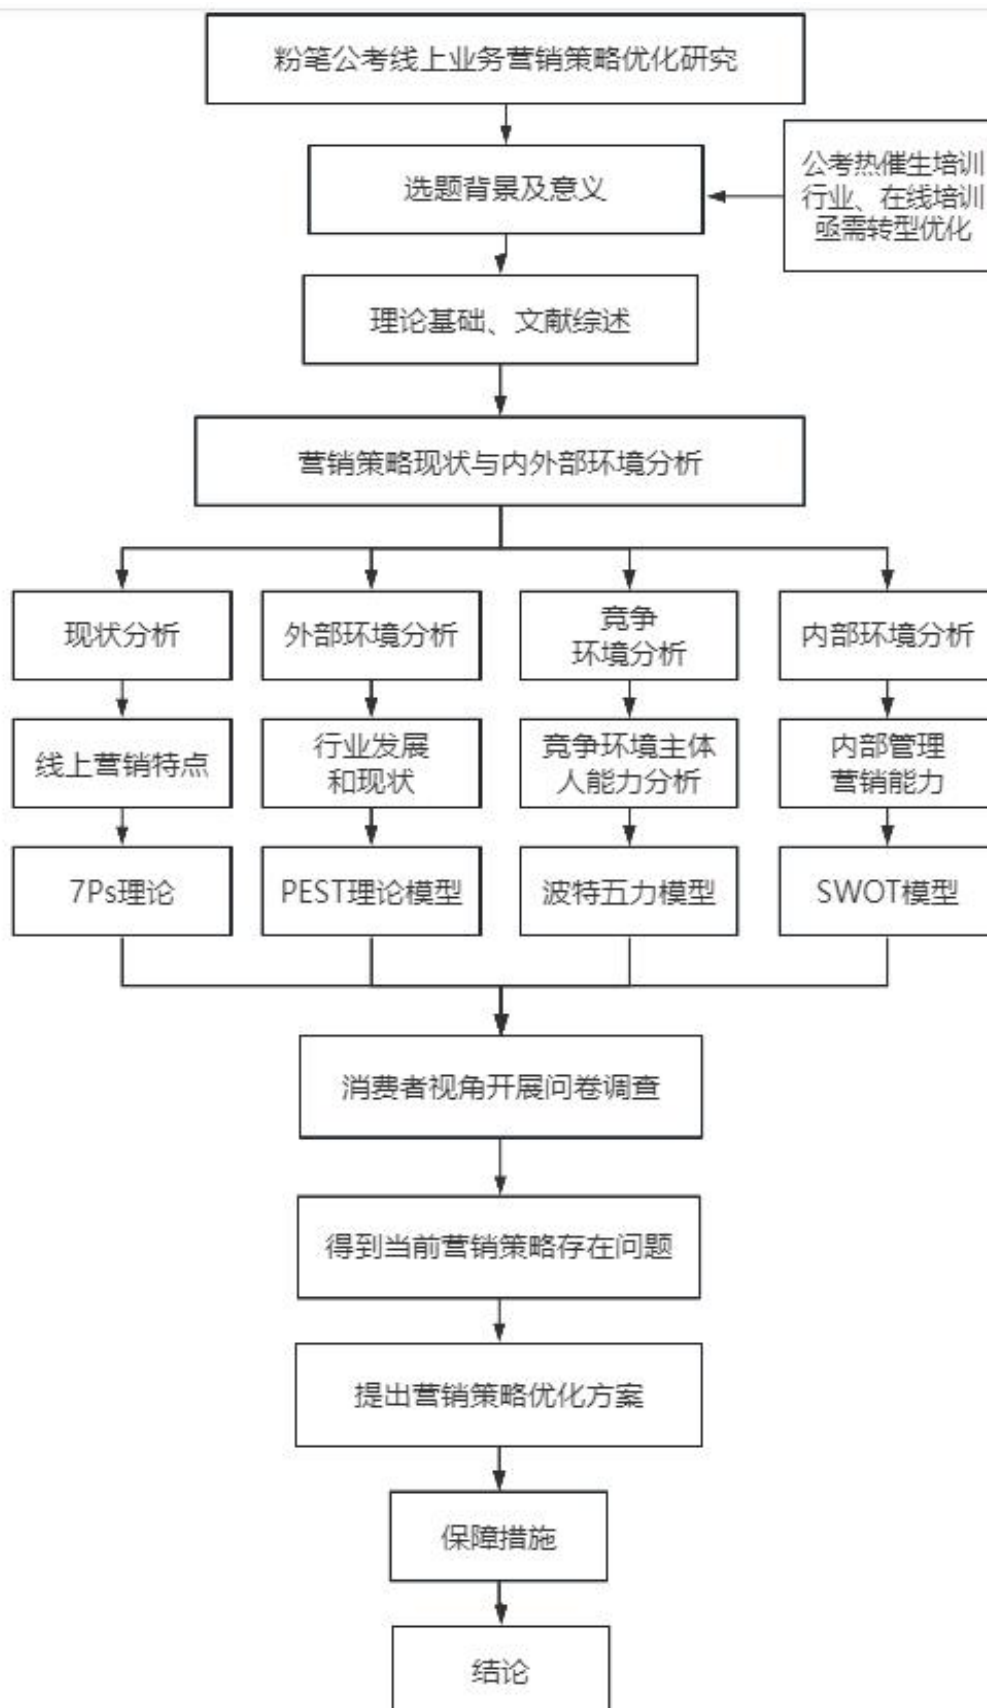 粉笔公考线上业务营销策略优化研究
选题背景及意义
公考热催生培训
行业、在线培训
亟需转型优化
理论基础、文献综述
营销策略现状与内外部环境分析
现状分析
外部环境分析
竞争
环境分析
内部环境分析
线上营销特点
行业发展
和现状
竞争环境主体
人能力分析
内部管理
营销能力
7Ps理论
PEST理论模型
波特五力模型
SWOT模型
消费者视角开展问卷调查
得到当前营销策略存在问题
提出营销策略优化方案
保障措施
结论